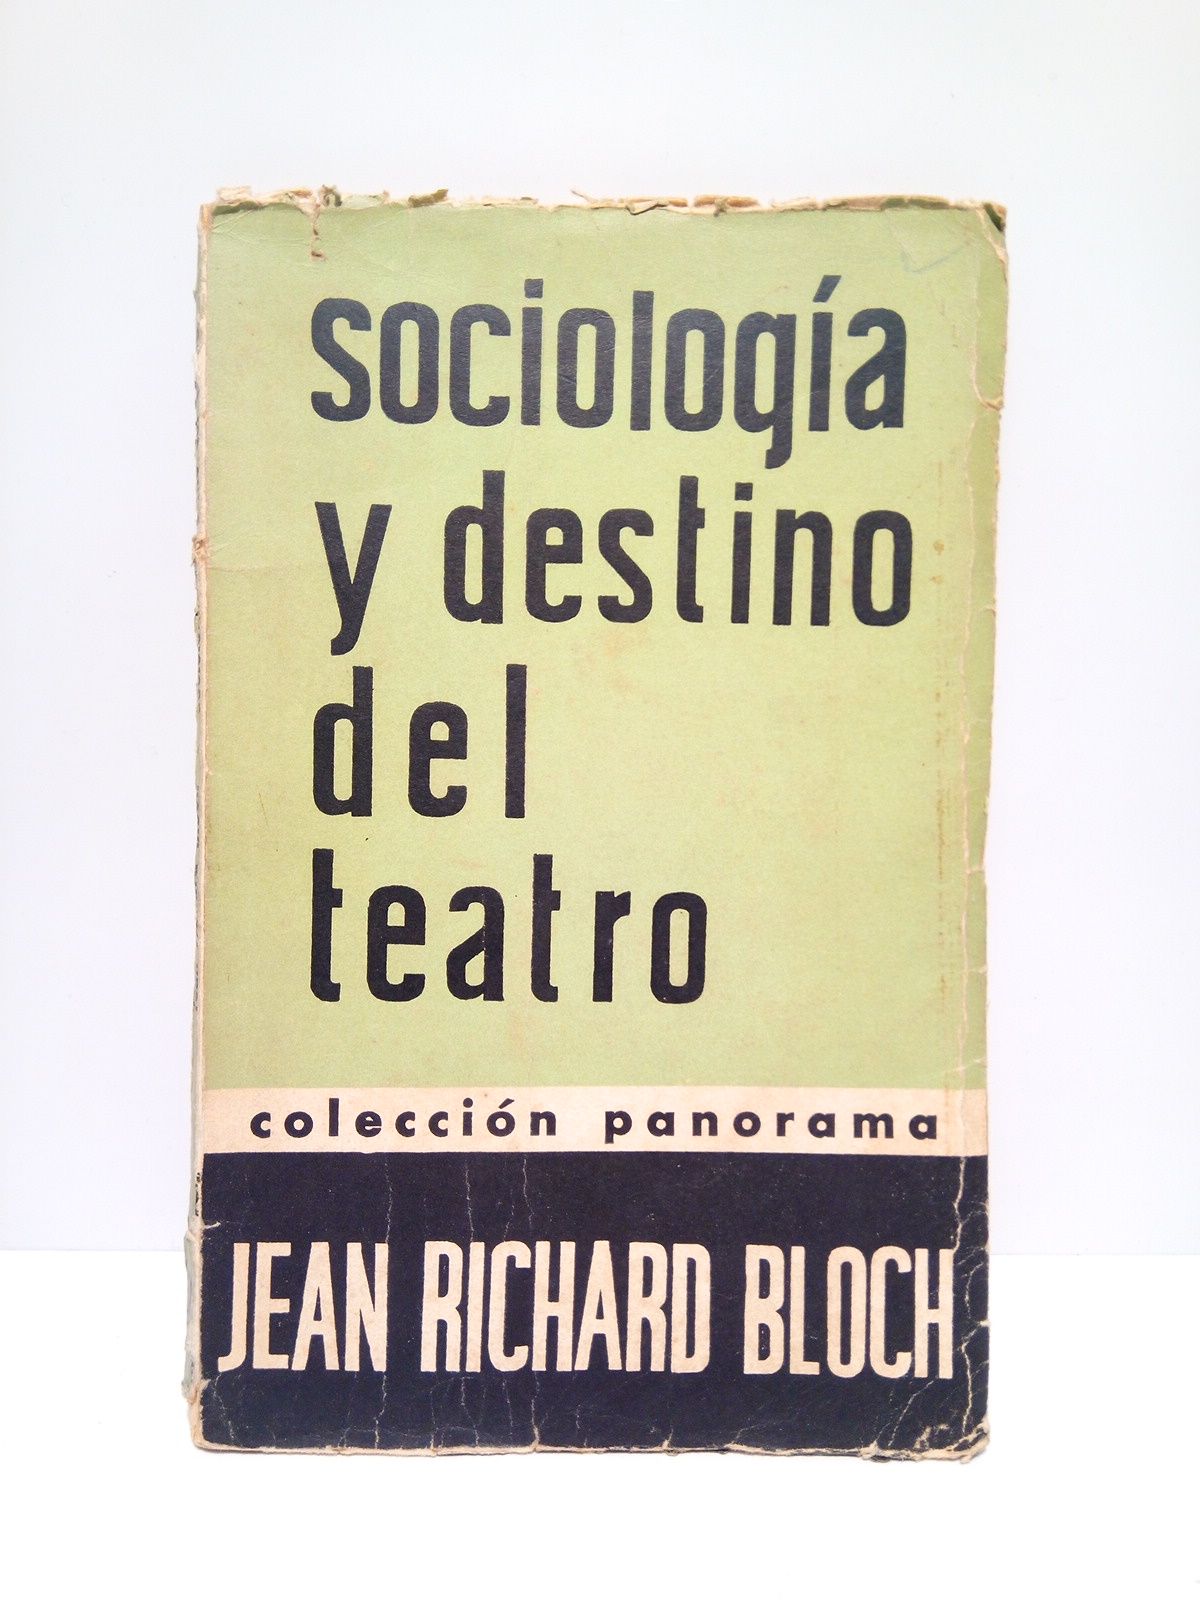 sociología
y destino
del
teatro
colección panorama
JEAN RICHARD BLOCH